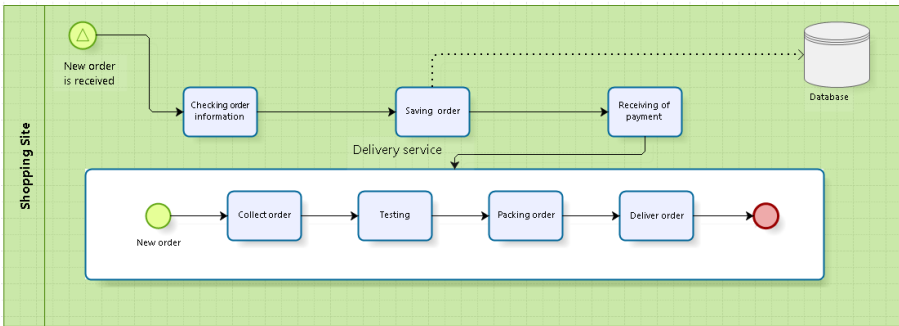 Shopping Site
New order
is received
Checking order
information
Saving order
Receiving of
payment
Database
Delivery service
New order
Collect order
Testing
Packing order
Deliver order